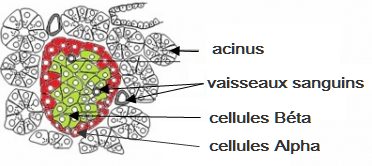 acinus
vaisseaux sanguins
cellules Béta
cellules Alpha